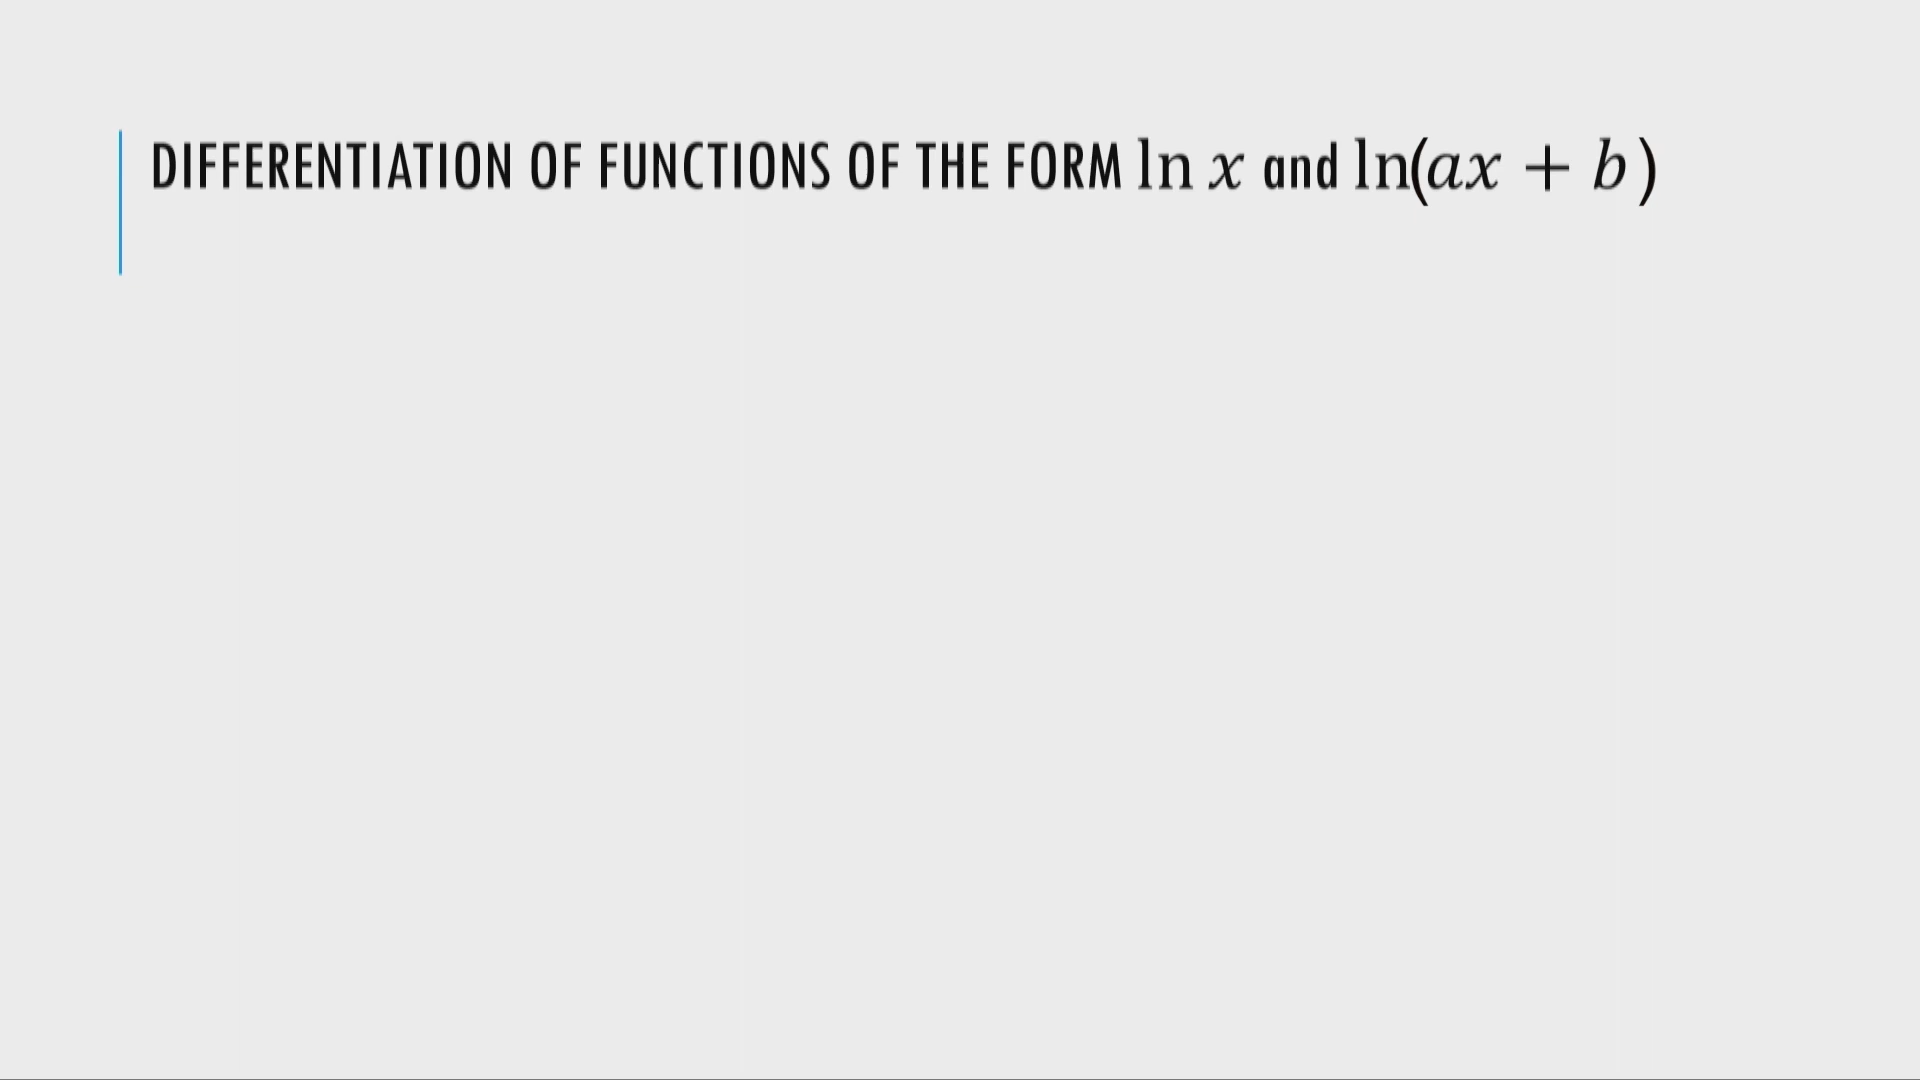 DIFFERENTIATION OF FUNCTIONS OF THE FORM ln x and ln(ax + b)